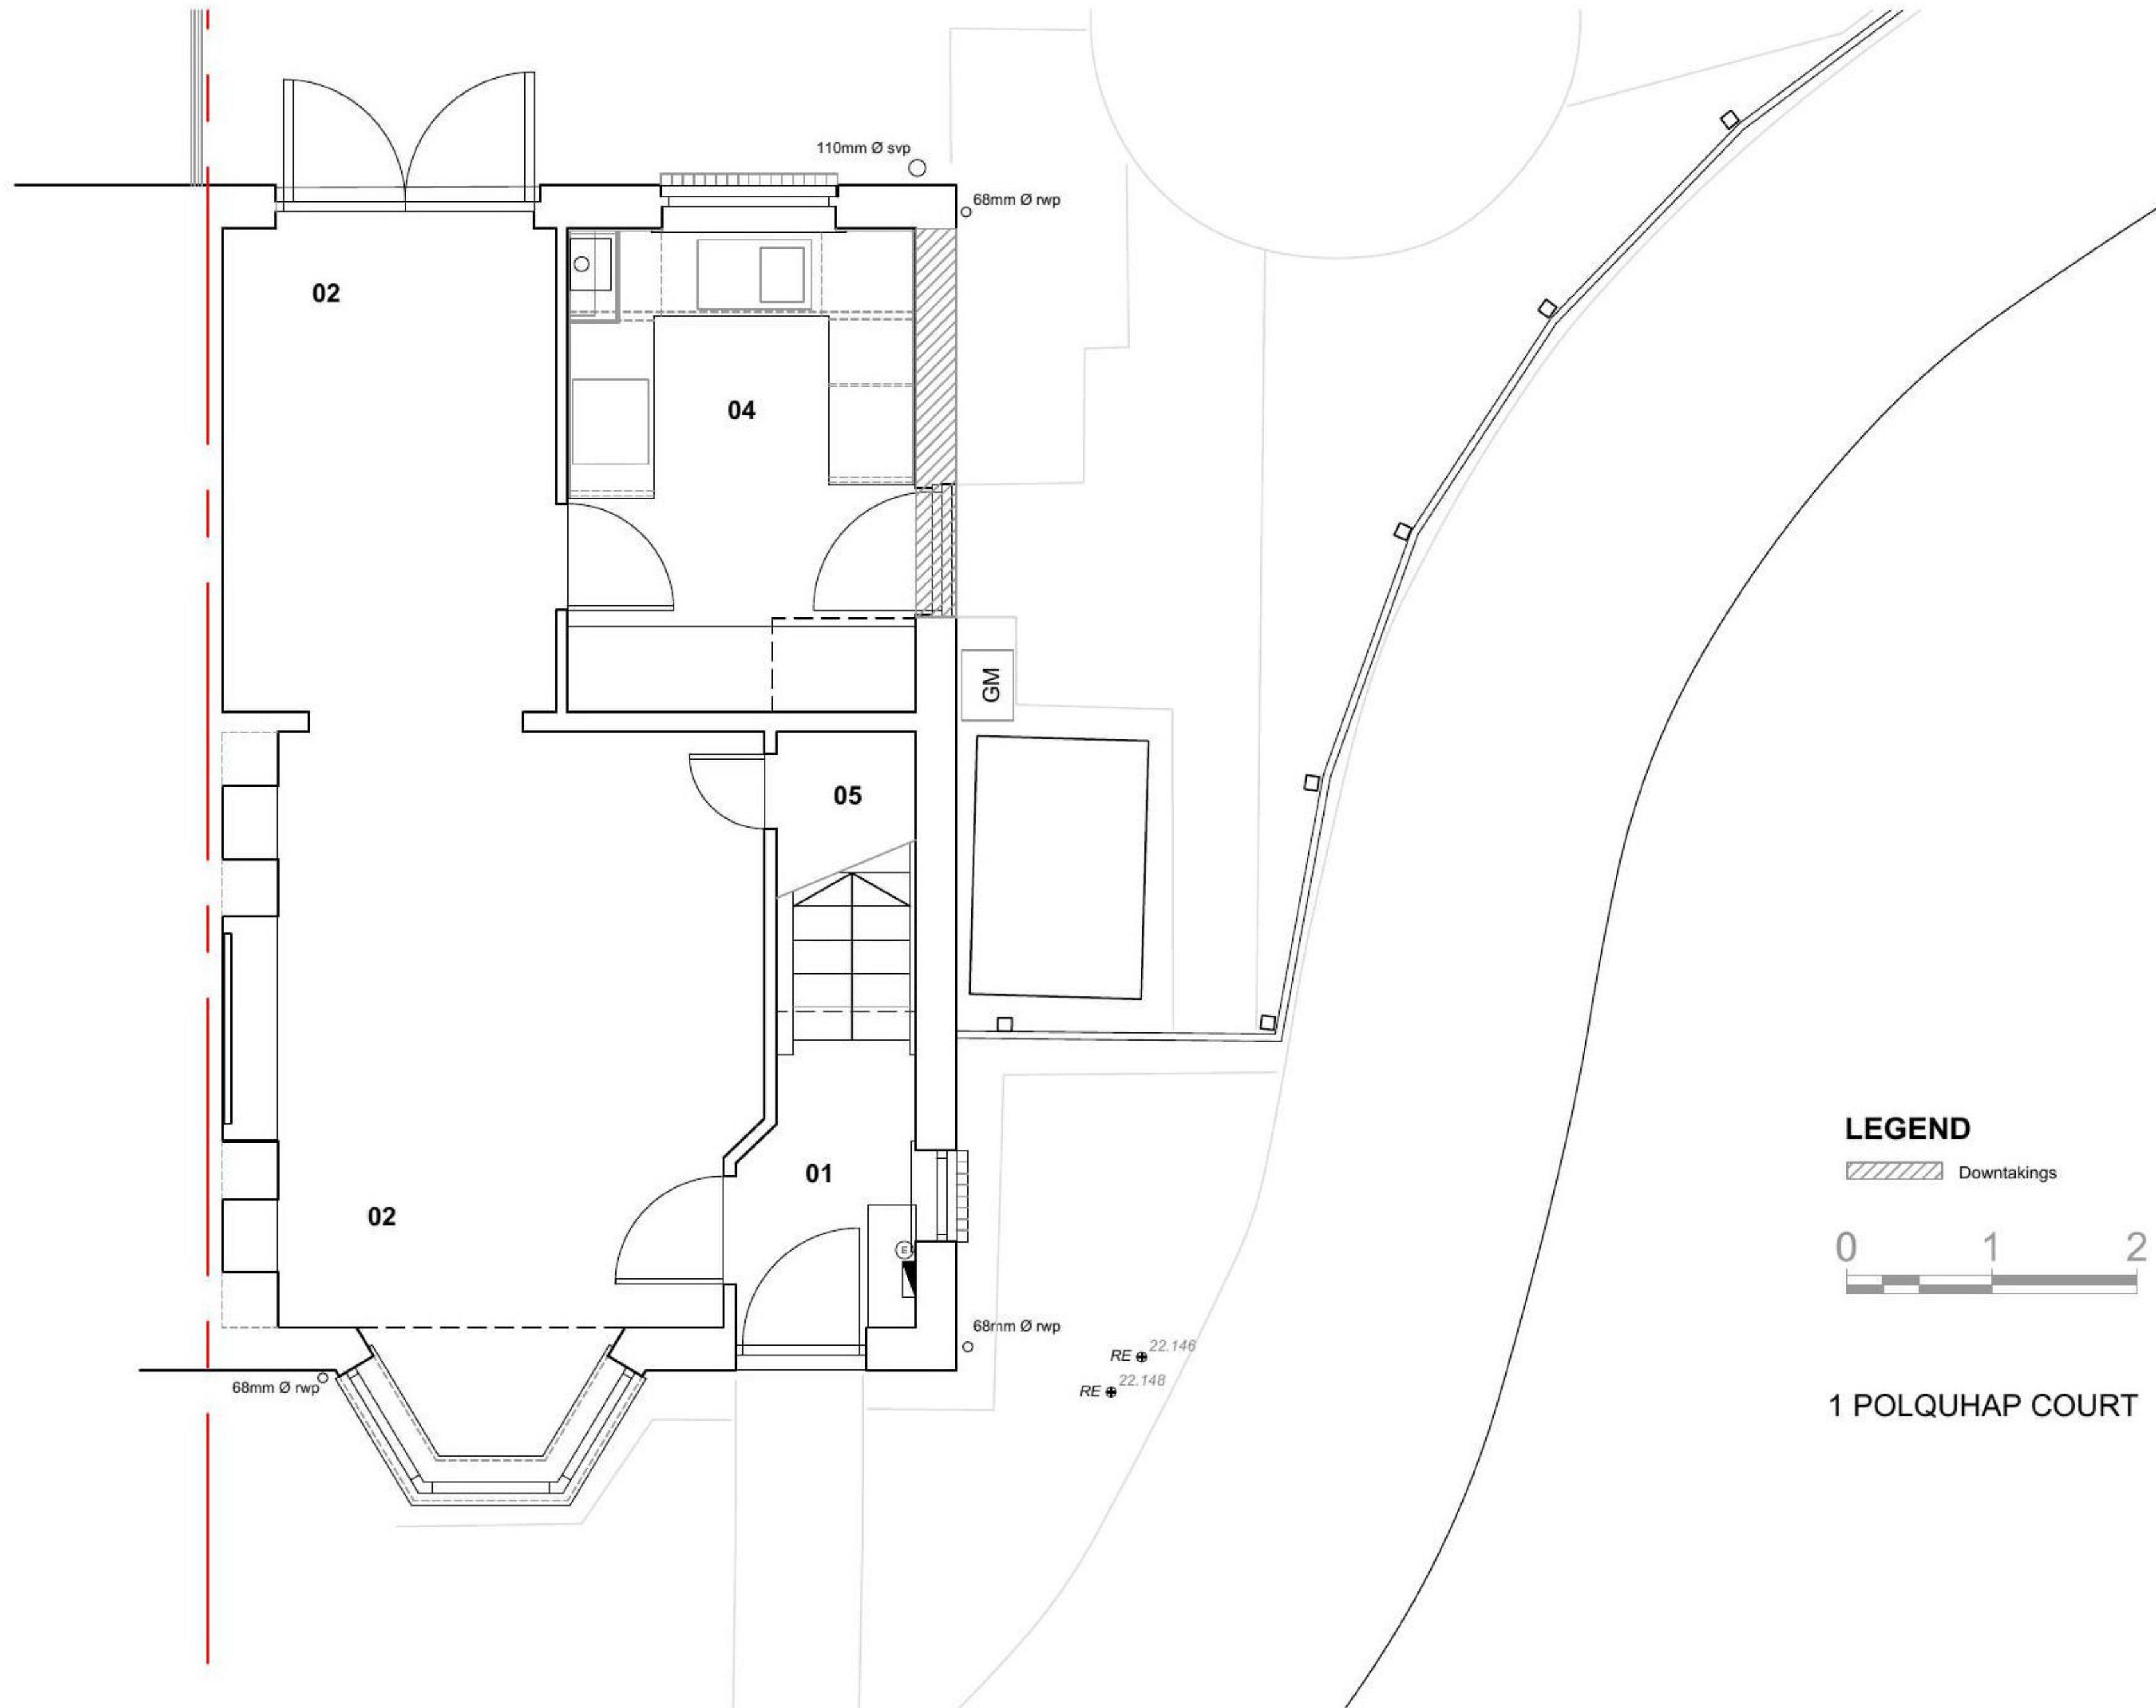 110mm Ø svp
68mm Ø rwp
02
04
GM
05
01
02
E
68mm Ø rwp
68mm Ø rwp
RE 22.146
RE 22.148
LEGEND
Downtakings
0 1 2
1 POLQUHAP COURT